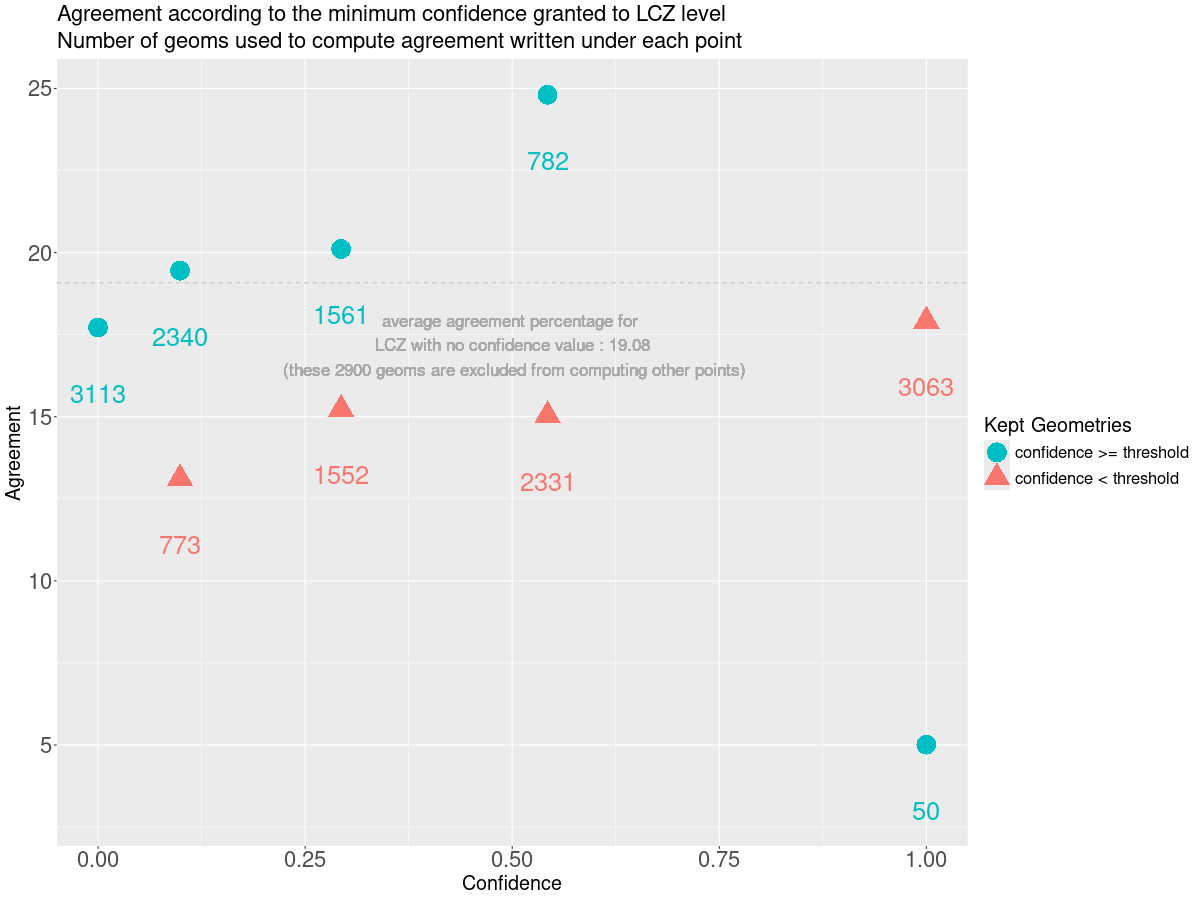 Agreement according to the minimum confidence granted to LCZ level
Number of geoms used to compute agreement written under each point
25
20
15
10
5
Agreement
782
1561
2340
3113
average agreement percentage for
LCZ with no confidence value : 19.08
(these 2900 geoms are excluded from computing other points)
3063
1552
2331
773
50
0.00
0.25
0.50
0.75
1.00
Confidence
Kept Geometries
confidence >= threshold
confidence < threshold